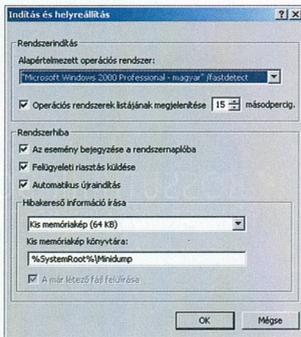 Indítás és helyreállítás
Rendszerindítás
Alapértelmezett operációs rendszer:
"Microsoft Windows 2000 Professional - magyar" /fastdetect
Operációs rendszerek listájának megjelenítése 15 másodpercig.
Rendszerhiba
Az esemény bejegyzése a rendszernaplóba
Felügyeleti riasztás küldése
Automatikus újraindítás
Hibakereső információ írása
Kis memóriakép (64 KB)
Kis memóriakép könyvtára:
%SystemRoot%\Minidump
A már létező fájl felülírása
OK Mégse